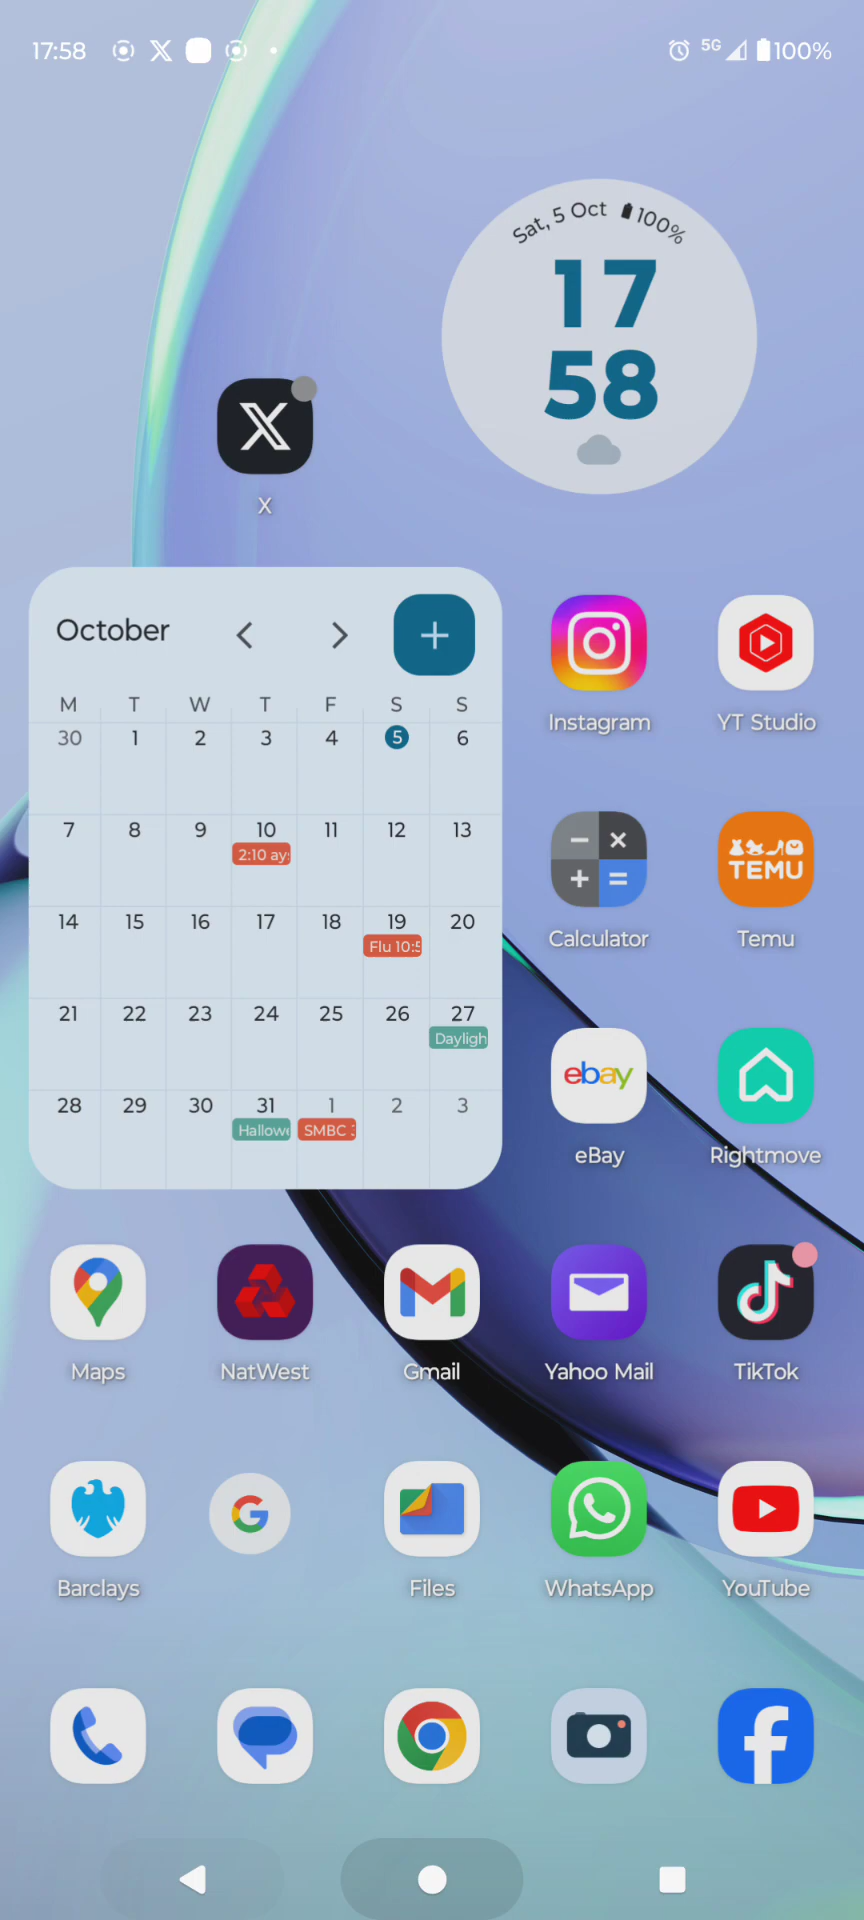 17:58 5G 100%
Sat, 5 Oct 100%
17
58
X
October
M T W T F S S
30 1 2 3 4 5 6
7 8 9 10 11 12 13
2:10 ay
14 15 16 17 18 19 20
Flu 10:5
21 22 23 24 25 26 27
Dayligh
28 29 30 31 1 2 3
Hallowe SMBC
Instagram YT Studio
TEMU
Calculator Temu
ebay
eBay Rightmove
Maps NatWest Gmail Yahoo Mail TikTok
Barclays Files WhatsApp YouTube